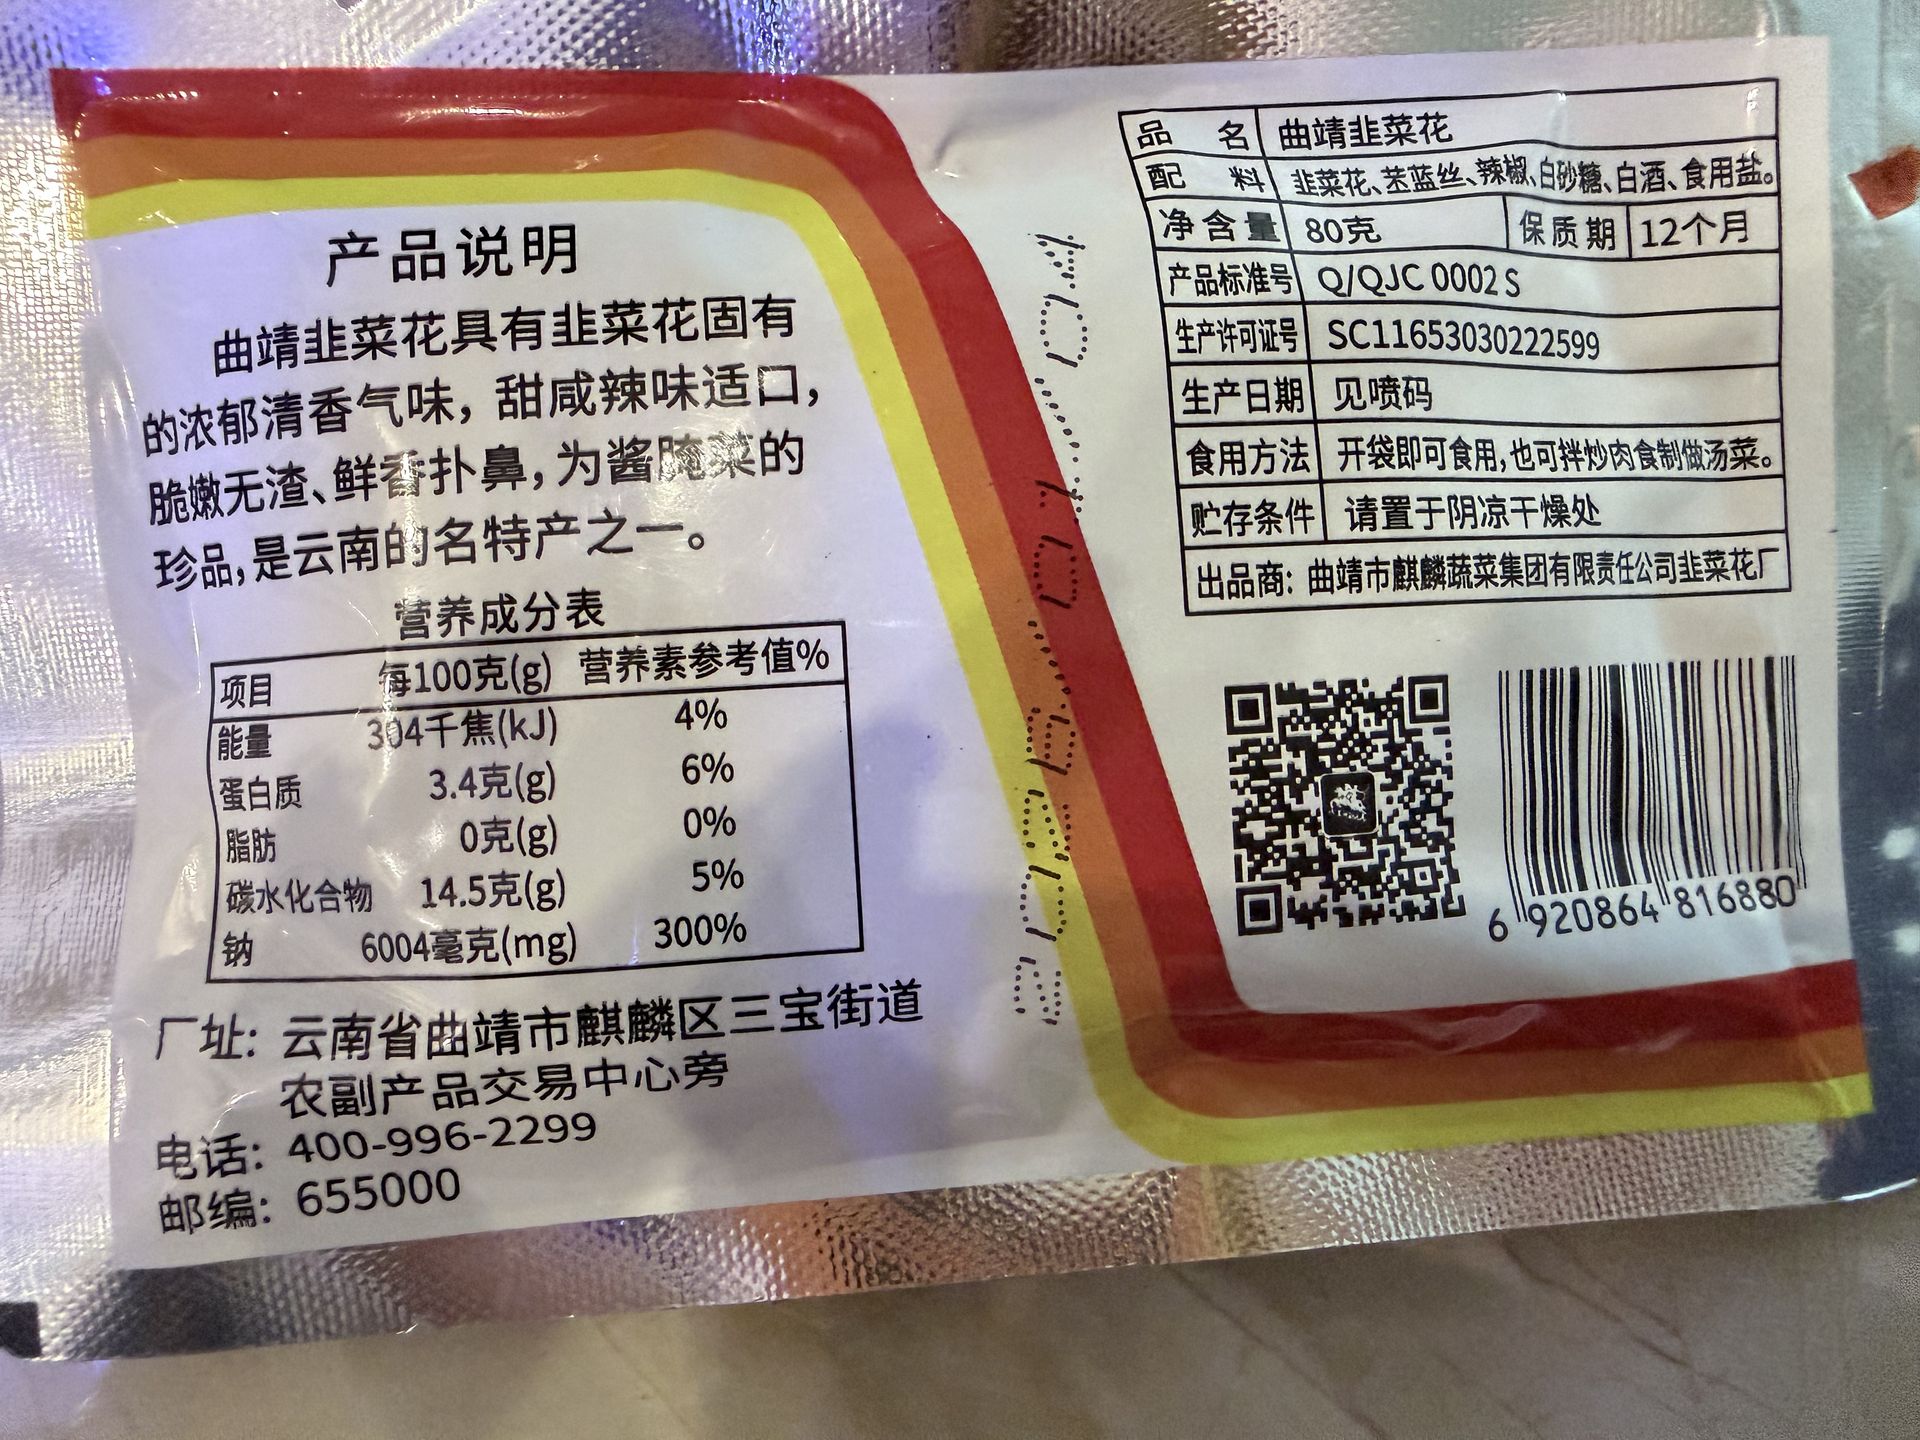 产品说明
曲靖韭菜花具有韭菜花固有
的浓郁清香气味，甜咸辣味适口，
脆嫩无渣、鲜香扑鼻，为酱腌菜的
珍品，是云南的名特产之一。
营养成分表
项目 每100克(g) 营养素参考值%
能量 304千焦(kJ) 4%
蛋白质 3.4克(g) 6%
脂肪 0克(g) 0%
碳水化合物 14.5克(g) 5%
钠 6004毫克(mg) 300%
厂址：云南省曲靖市麒麟区三宝街道
农副产品交易中心旁
电话：400-996-2299
邮编：655000
品名 曲靖韭菜花
配料 韭菜花、苤蓝丝、辣椒、白砂糖、白酒、食用盐。
净含量 80克 保质期 12个月
产品标准号 Q/QJC 0002 S
生产许可证号 SC11653030222599
生产日期 见喷码
食用方法 开袋即可食用，也可拌炒肉食制做汤菜。
贮存条件 请置于阴凉干燥处
出品商：曲靖市麒麟蔬菜集团有限责任公司韭菜花厂
6 920864 816880